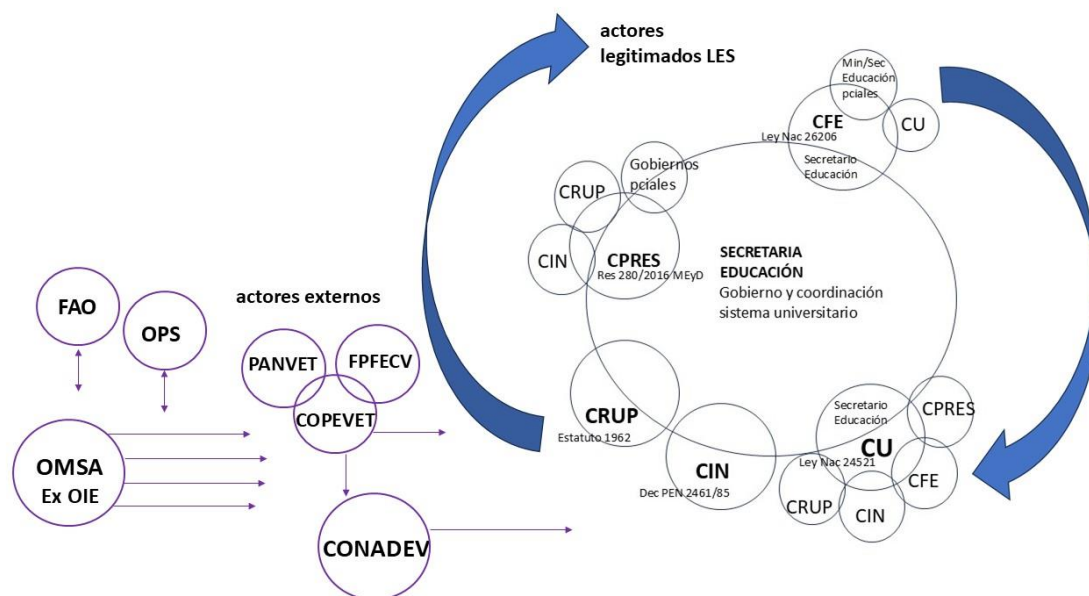 actores
legitimados LES
Min/Sec
Educación
pciales
CFE
CU
Ley Nac 26206
Secretario
Educación
Gobiernos
pciales
CRUP
CIN
CPRES
Res 280/2016 MEyD
SECRETARIA
EDUCACIÓN
Gobierno y coordinación
sistema universitario
FAO
OPS
actores externos
PANVET
FPFECV
COPEVET
OMSA
Ex OIE
CONADEV
CRUP
Estatuto 1962
CIN
Dec PEN 2461/85
Secretario
Educación
CU
Ley Nac 24521
CPRES
CFE
CRUP
CIN